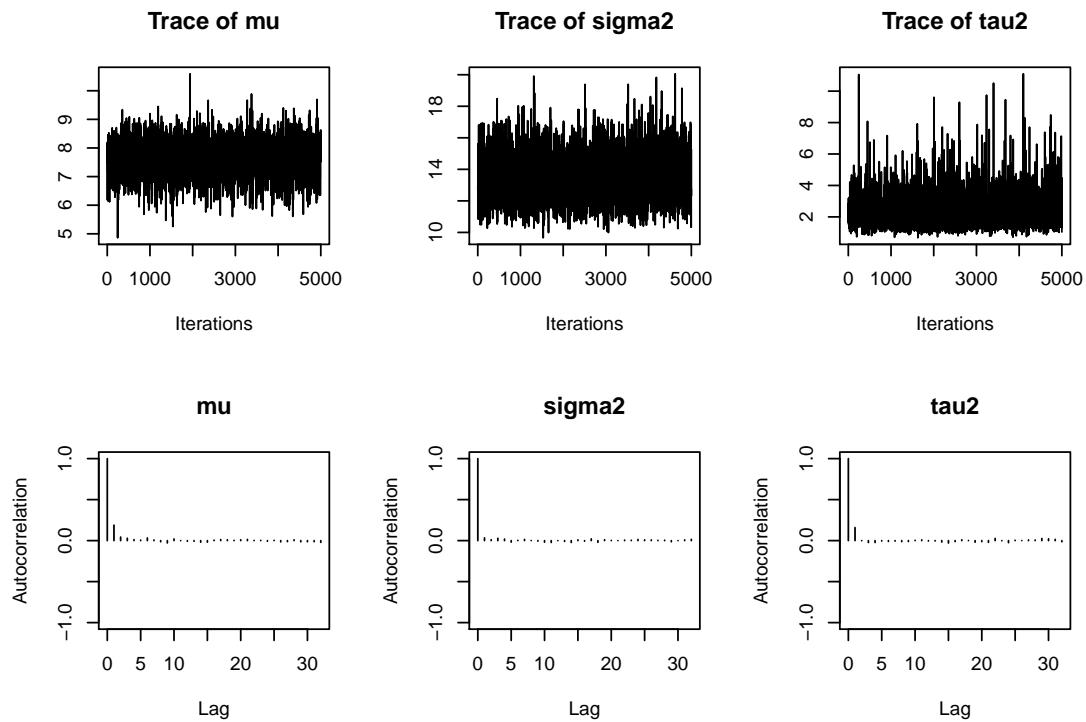 Trace of mu
Trace of sigma2
Trace of tau2
5 6 7 8 9
10 14 18
2 4 6 8
0 1000 3000 5000
0 1000 3000 5000
0 1000 3000 5000
Iterations
Iterations
Iterations
mu
sigma2
tau2
Autocorrelation
−1.0 0.0 1.0
Autocorrelation
−1.0 0.0 1.0
Autocorrelation
−1.0 0.0 1.0
0 5 10 20 30
0 5 10 20 30
0 5 10 20 30
Lag
Lag
Lag